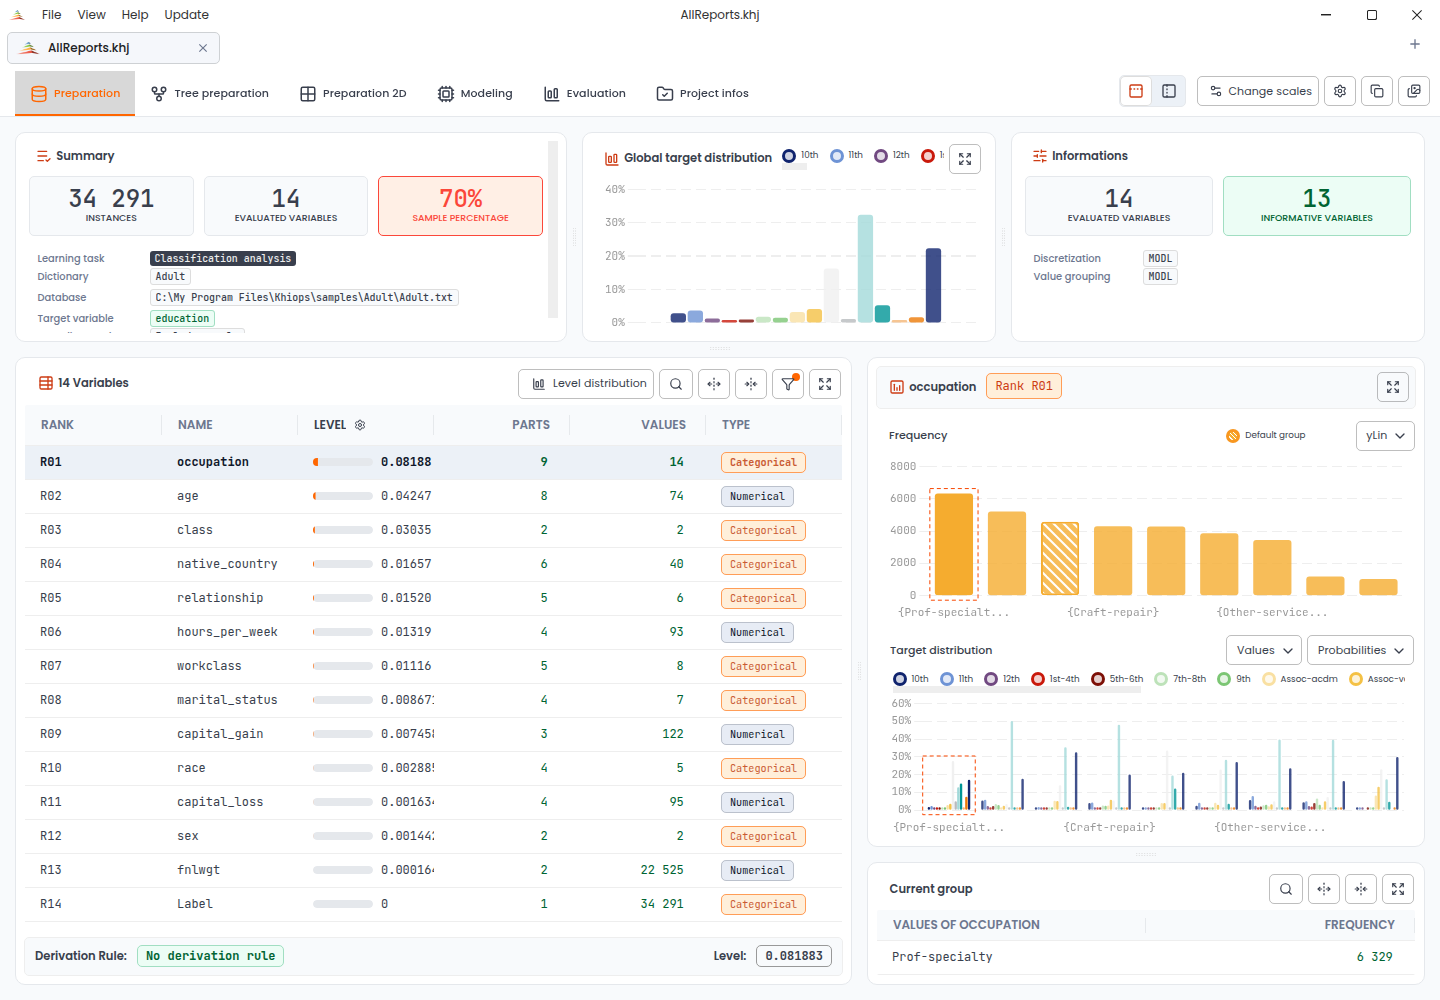 File View Help Update AllReports.khj
AllReports.khj
Preparation Tree preparation Preparation 2D Modeling Evaluation Project infos Change scales
Summary
34 291
INSTANCES
14
EVALUATED VARIABLES
70%
SAMPLE PERCENTAGE
Learning task Classification analysis
Dictionary Adult
Database C:\My Program Files\Khiops\samples\Adult\Adult.txt
Target variable education
Global target distribution 10th 11th 12th
40%
30%
20%
10%
0%
Informations
14
EVALUATED VARIABLES
13
INFORMATIVE VARIABLES
Discretization MODL
Value grouping MODL
14 Variables Level distribution
RANK NAME LEVEL PARTS VALUES TYPE
R01 occupation 0.08188 9 14 Categorical
R02 age 0.04247 8 74 Numerical
R03 class 0.03035 2 2 Categorical
R04 native_country 0.01657 6 40 Categorical
R05 relationship 0.01520 5 6 Categorical
R06 hours_per_week 0.01319 4 93 Numerical
R07 workclass 0.01116 5 8 Categorical
R08 marital_status 0.00867 4 7 Categorical
R09 capital_gain 0.00745 3 122 Numerical
R10 race 0.00288 4 5 Categorical
R11 capital_loss 0.00163 4 95 Numerical
R12 sex 0.00144 2 2 Categorical
R13 fnlwgt 0.00016 2 22 525 Numerical
R14 Label 0 1 34 291 Categorical
Derivation Rule: No derivation rule Level: 0.081883
occupation Rank R01
Frequency Default group yLin
8000
6000
4000
2000
0
{Prof-specialt... {Craft-repair} {Other-service...
Target distribution Values Probabilities
10th 11th 12th 1st-4th 5th-6th 7th-8th 9th Assoc-acdm
60%
50%
40%
30%
20%
10%
0%
{Prof-specialt... {Craft-repair} {Other-service...
Current group
VALUES OF OCCUPATION FREQUENCY
Prof-specialty 6 329